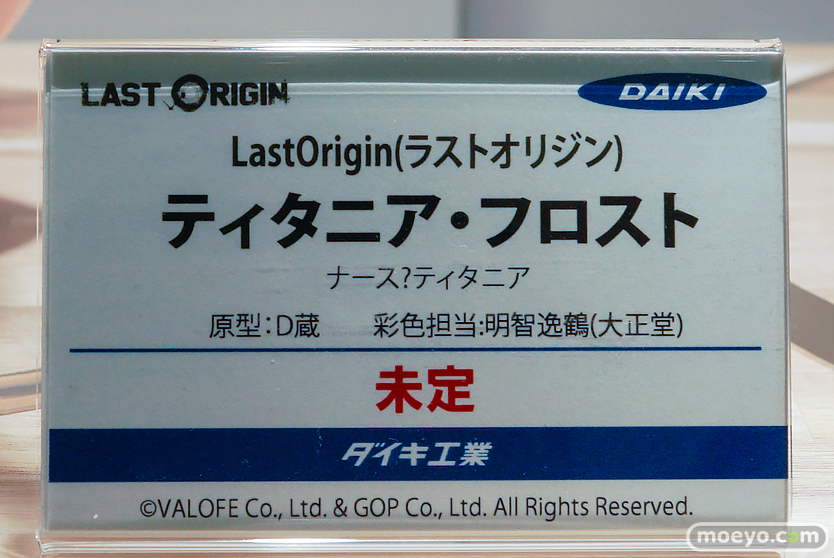 LAST ORIGIN
DAIKI
LastOrigin(ラストオリジン)
ティタニア・フロスト
ナース?ティタニア
原型:D蔵 彩色担当:明智逸鶴(大正堂)
未定
ダイキ工業
©VALOFE Co., Ltd. & GOP Co., Ltd. All Rights Reserved.
moeyo.com